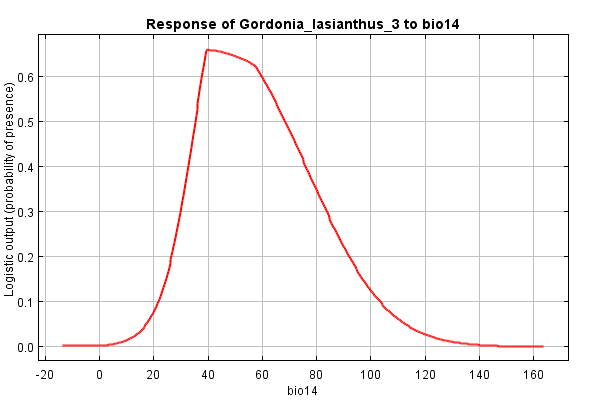 Response of Gordonia_lasianthus_3 to bio14
Logistic output (probability of presence)
0.6
0.5
0.4
0.3
0.2
0.1
0.0
-20 0 20 40 60 80 100 120 140 160
bio14